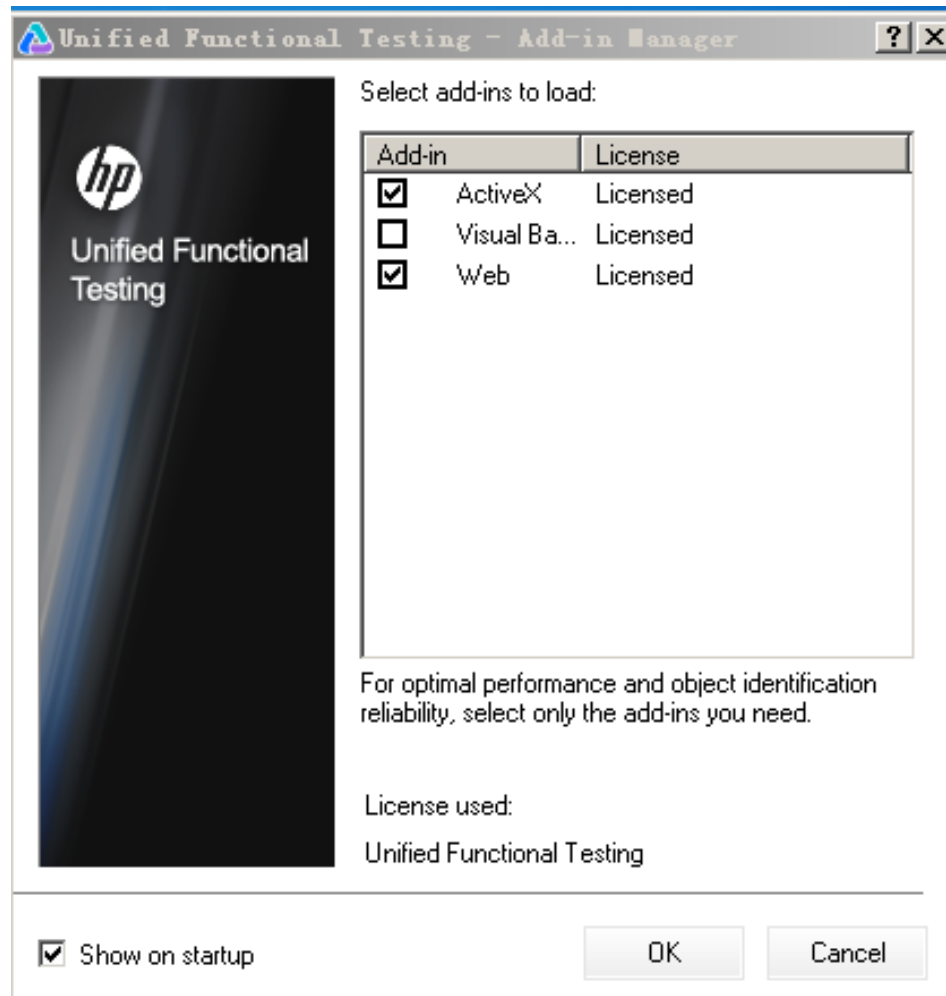 Unified Functional Testing - Add-in Manager
Select add-ins to load:
hp
Unified Functional
Testing
Add-in License
ActiveX Licensed
Visual Ba... Licensed
Web Licensed
For optimal performance and object identification
reliability, select only the add-ins you need.
License used:
Unified Functional Testing
Show on startup OK Cancel